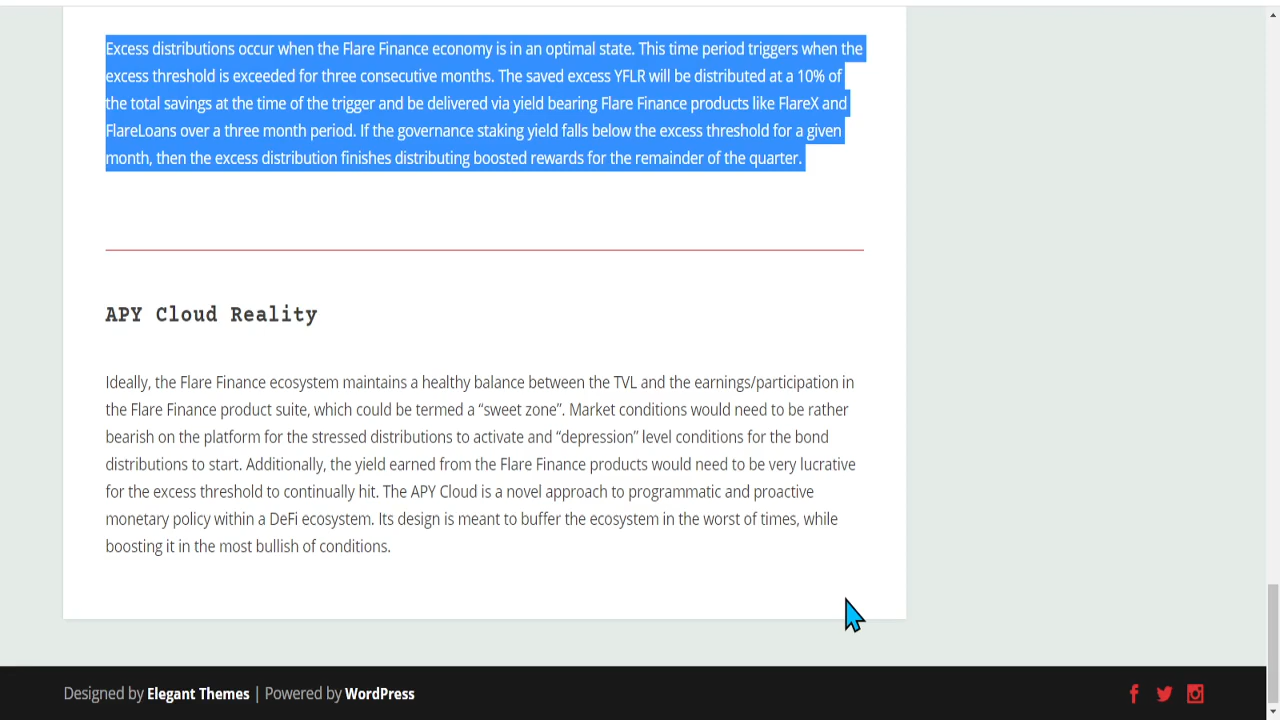 Excess distributions occur when the Flare Finance economy is in an optimal state. This time period triggers when the
excess threshold is exceeded for three consecutive months. The saved excess YFLR will be distributed at a 10% of
the total savings at the time of the trigger and be delivered via yield bearing Flare Finance products like FlareX and
FlareLoans over a three month period. If the governance staking yield falls below the excess threshold for a given
month, then the excess distribution finishes distributing boosted rewards for the remainder of the quarter.
APY Cloud Reality
Ideally, the Flare Finance ecosystem maintains a healthy balance between the TVL and the earnings/participation in
the Flare Finance product suite, which could be termed a “sweet zone”. Market conditions would need to be rather
bearish on the platform for the stressed distributions to activate and “depression” level conditions for the bond
distributions to start. Additionally, the yield earned from the Flare Finance products would need to be very lucrative
for the excess threshold to continually hit. The APY Cloud is a novel approach to programmatic and proactive
monetary policy within a DeFi ecosystem. Its design is meant to buffer the ecosystem in the worst of times, while
boosting it in the most bullish of conditions.
Designed by Elegant Themes | Powered by WordPress